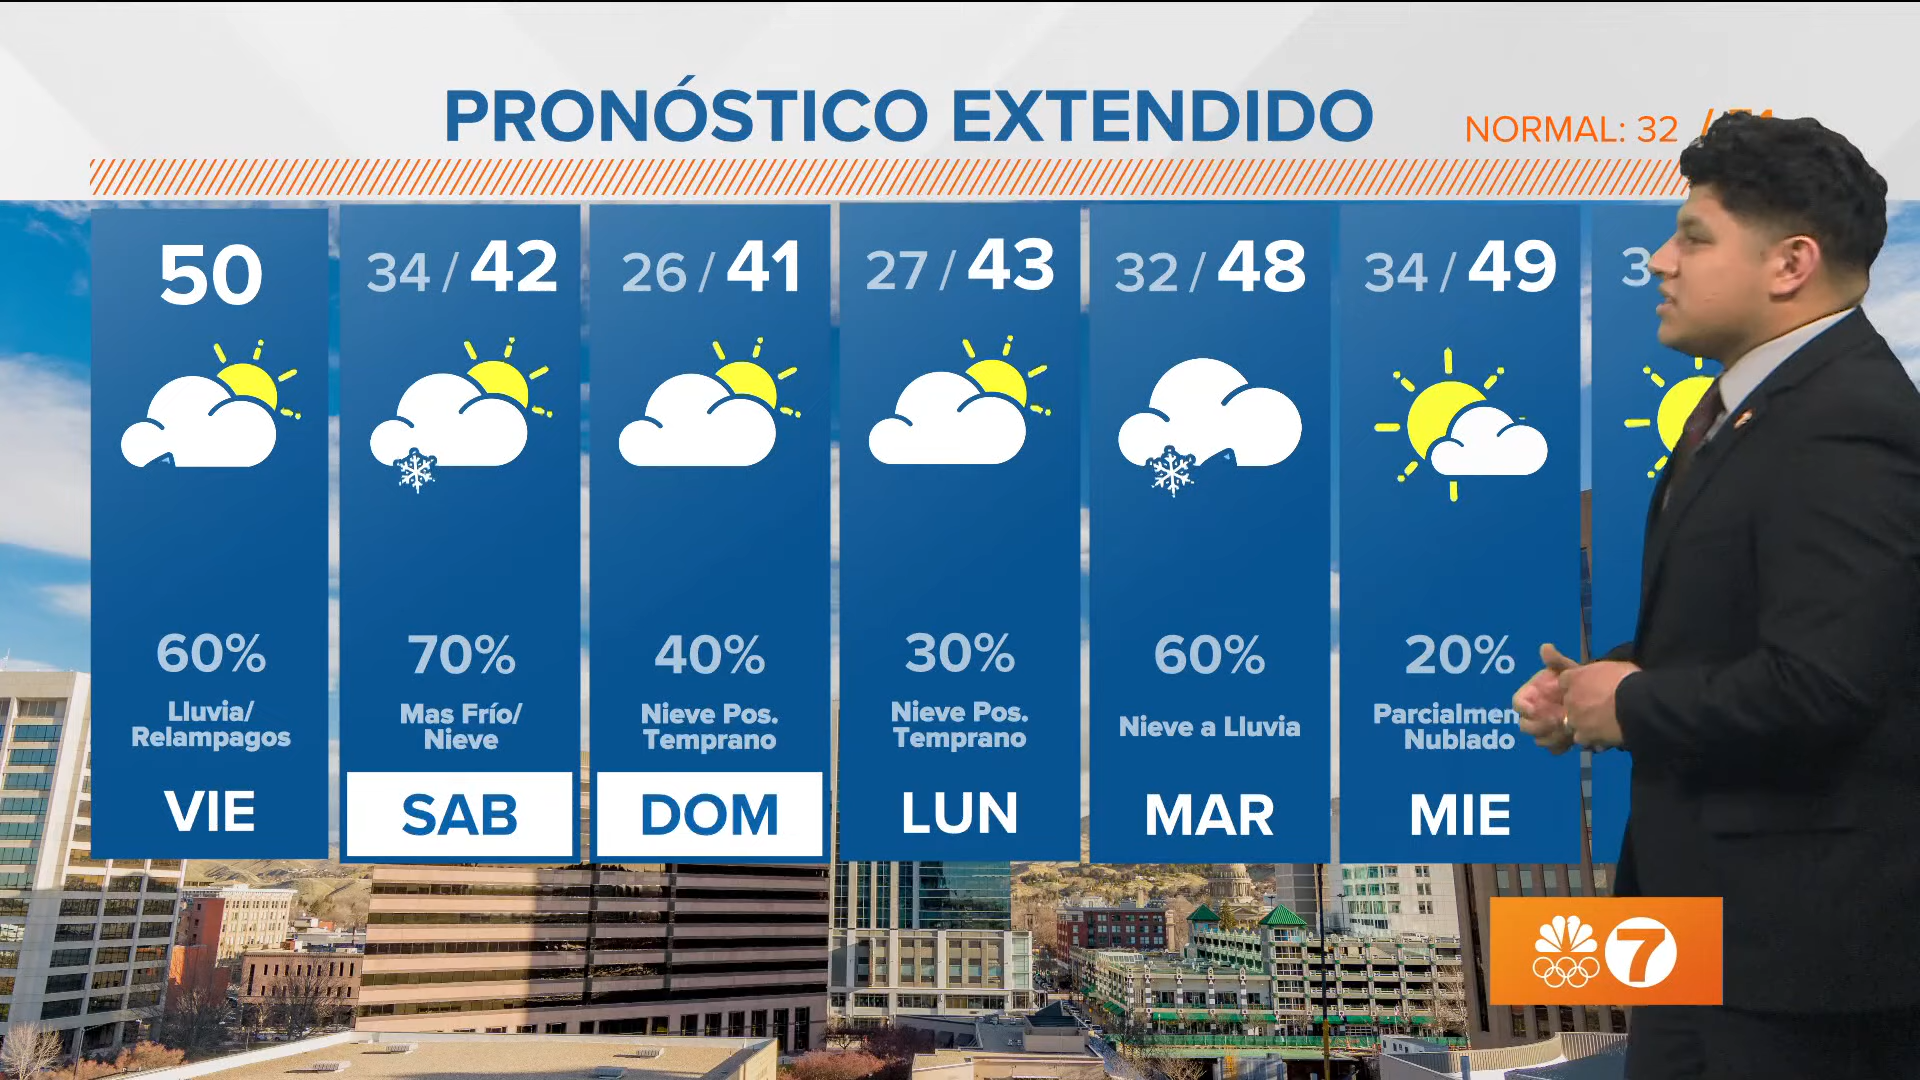 PRONÓSTICO EXTENDIDO
NORMAL: 32 /
50
60%
Lluvia/
Relampagos
VIE
34 / 42
70%
Mas Frío/
Nieve
SAB
26 / 41
40%
Nieve Pos.
Temprano
DOM
27 / 43
30%
Nieve Pos.
Temprano
LUN
32 / 48
60%
Nieve a Lluvia
MAR
34 / 49
20%
Parcialmen
Nublado
MIE
7